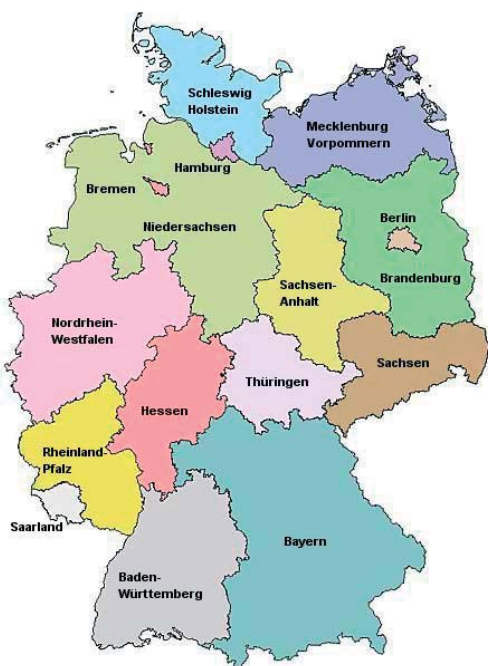 Schleswig
Holstein
Mecklenburg
Vorpommern
Hamburg
Bremen
Berlin
Niedersachsen
Brandenburg
Sachsen-
Anhalt
Nordrhein-
Westfalen
Sachsen
Thüringen
Hessen
Rheinland-
Pfalz
Saarland
Bayern
Baden-
Württemberg